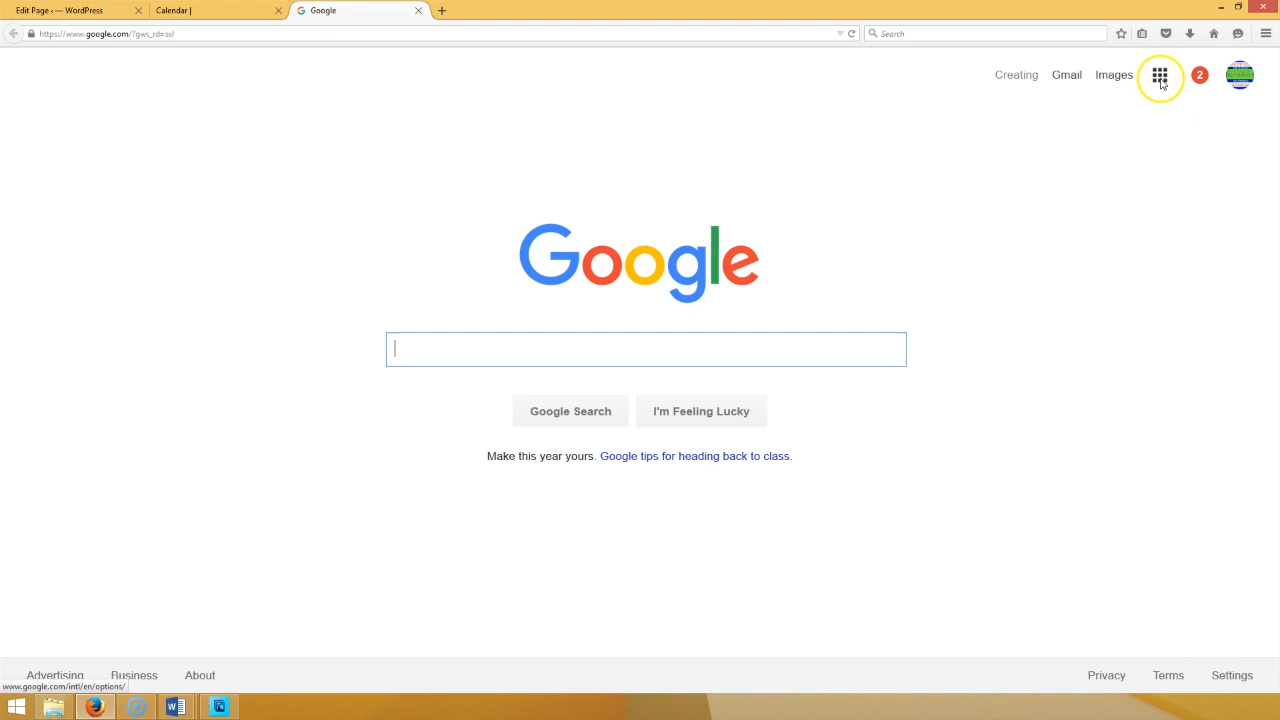 Edit Page ‹ — WordPress
Calendar |
Google
https://www.google.com/?gws_rd=ssl
Search
Creating
Gmail
Images
2
Google
Google Search
I'm Feeling Lucky
Make this year yours. Google tips for heading back to class.
Advertising
Business
About
Privacy
Terms
Settings
www.google.com/intl/en/options/